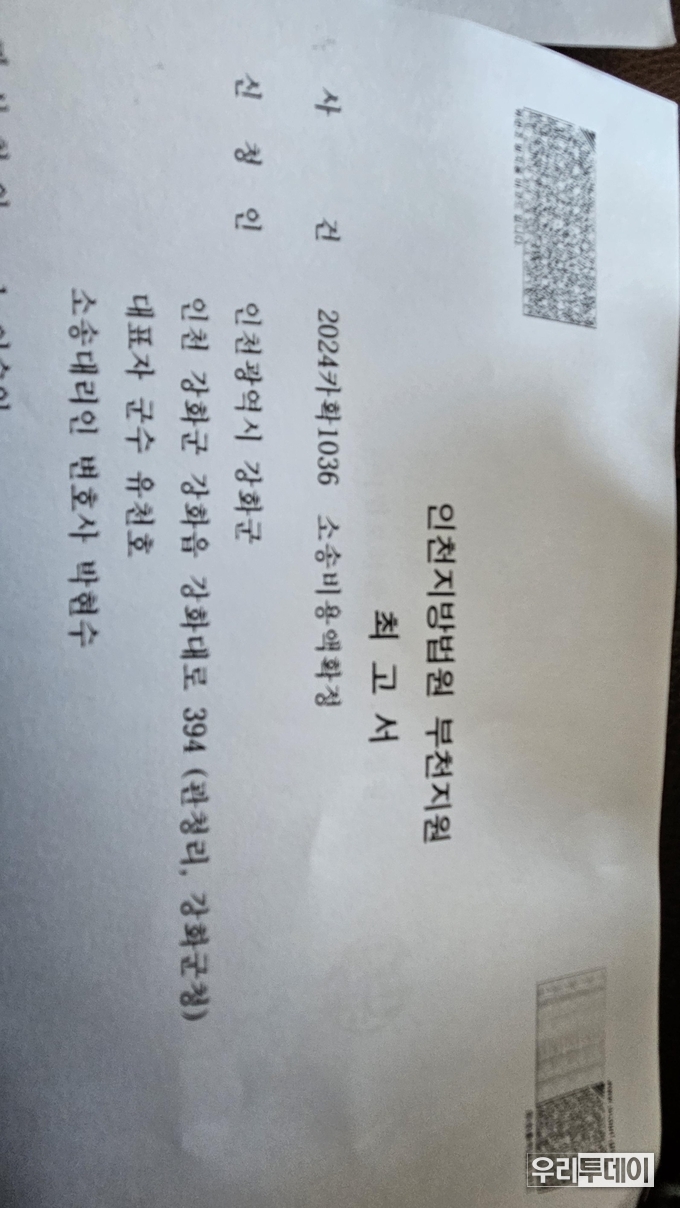 인천지방법원 부천지원
최 고 서
사 건 2024카확1036 소송비용액확정
신 청 인 인천광역시 강화군
인천 강화군 강화읍 강화대로 394 (관청리, 강화군청)
대표자 군수 유천호
소송대리인 변호사 박현수
우리투데이